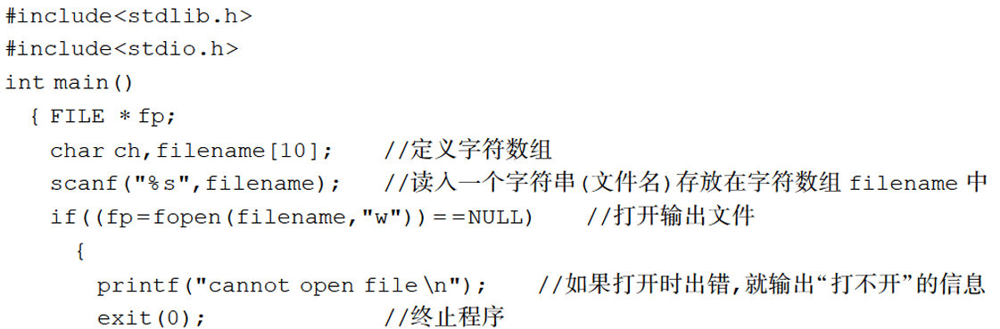 #include<stdlib.h>
#include<stdio.h>
int main()
{ FILE *fp;
char ch,filename[10];    //定义字符数组
scanf("%s",filename);    //读入一个字符串(文件名)存放在字符数组 filename 中
if((fp=fopen(filename,"w"))==NULL)    //打开输出文件
{
printf("cannot open file\n");    //如果打开时出错,就输出“打不开”的信息
exit(0);    //终止程序